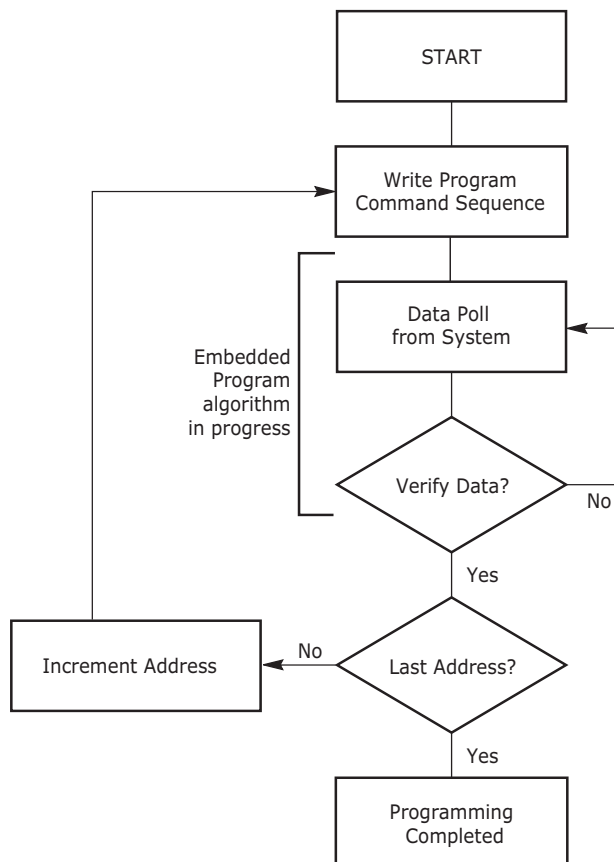 START
Write Program
Command Sequence
Data Poll
from System
Embedded
Program
algorithm
in progress
Verify Data?
No
Yes
Increment Address
No
Last Address?
Yes
Programming
Completed